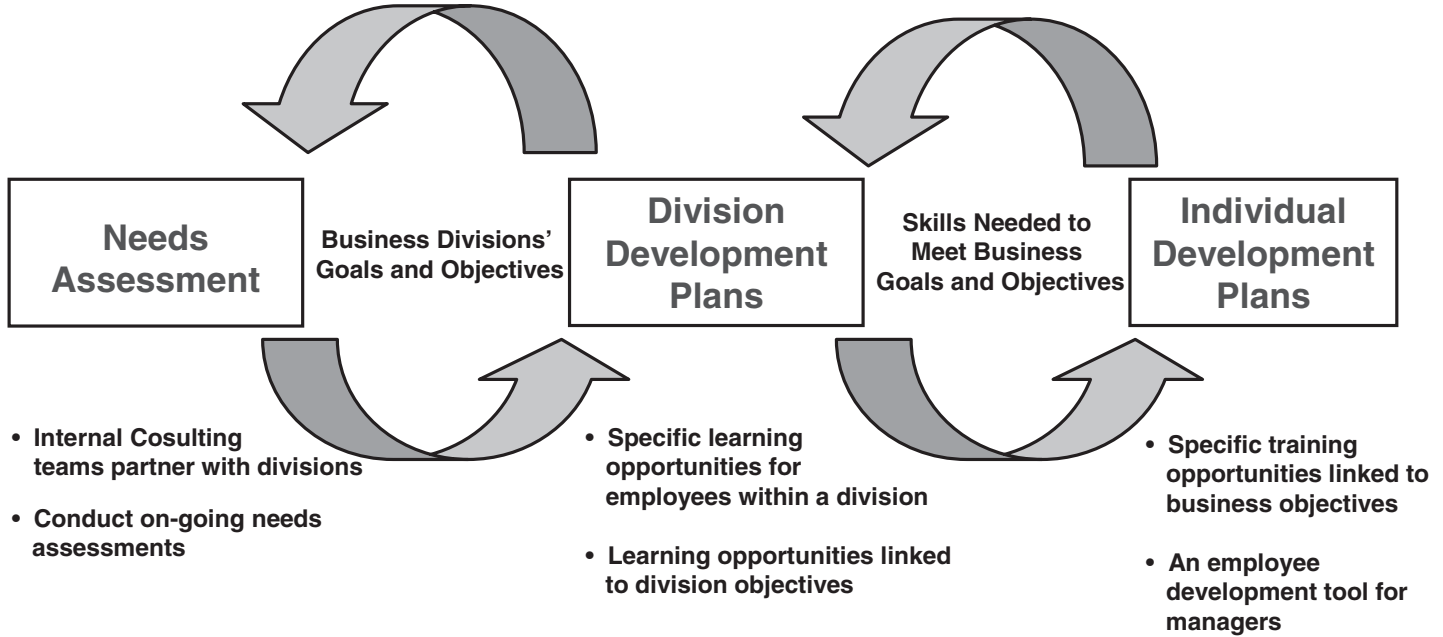 Needs
Assessment
Business Divisions’
Goals and Objectives
Division
Development
Plans
Skills Needed to
Meet Business
Goals and Objectives
Individual
Development
Plans
• Internal Cosulting
teams partner with divisions
• Conduct on-going needs
assessments
• Specific learning
opportunities for
employees within a division
• Learning opportunities linked
to division objectives
• Specific training
opportunities linked to
business objectives
• An employee
development tool for
managers